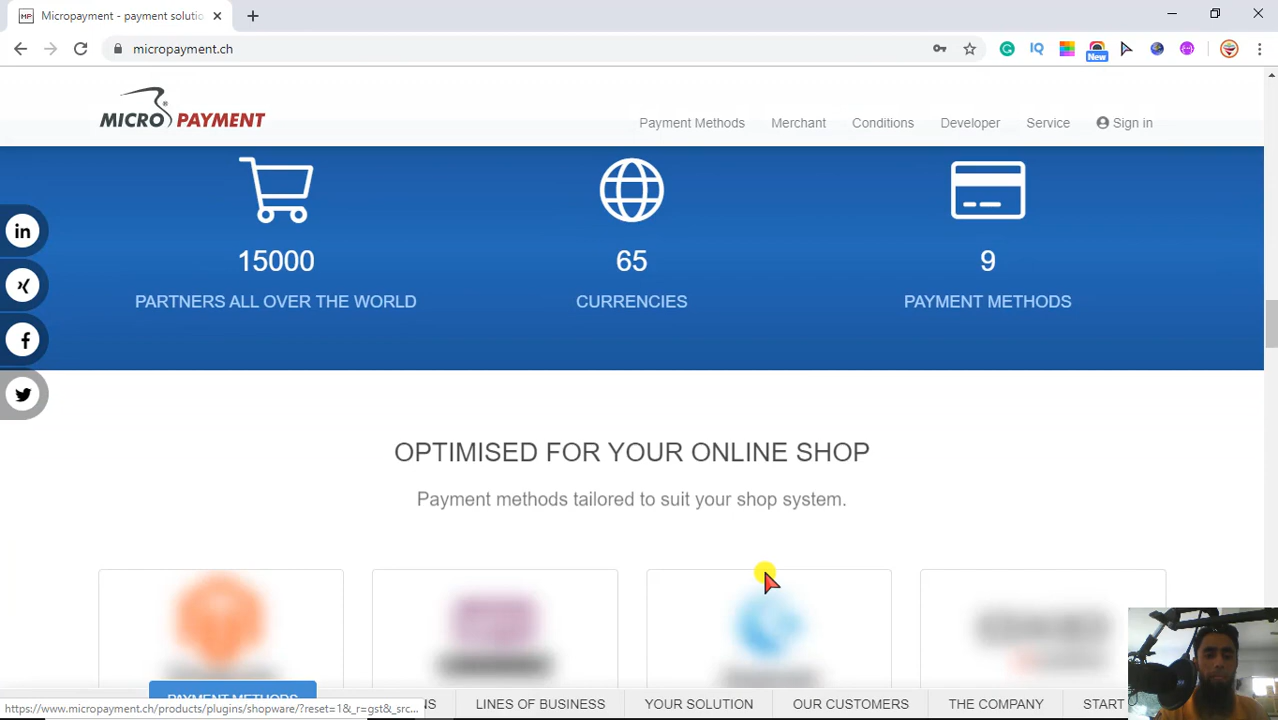 Micropayment - payment solutio
micropayment.ch
New
MICRO PAYMENT
Payment Methods
Merchant
Conditions
Developer
Service
Sign in
15000
65
9
PARTNERS ALL OVER THE WORLD
CURRENCIES
PAYMENT METHODS
OPTIMISED FOR YOUR ONLINE SHOP
Payment methods tailored to suit your shop system.
PAYMENT METHODS
LINES OF BUSINESS
YOUR SOLUTION
OUR CUSTOMERS
THE COMPANY
START
https://www.micropayment.ch/products/plugins/shopware/?reset=1&_r=gst&_src...